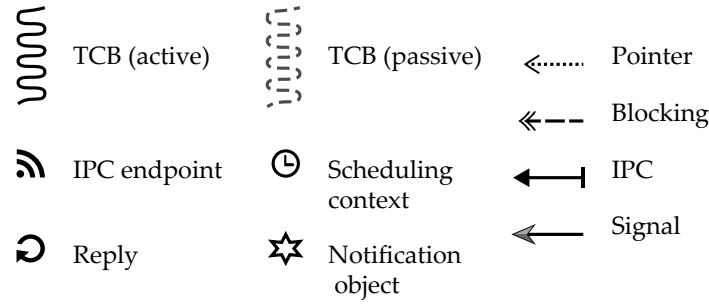 TCB (active)
TCB (passive)
Pointer
Blocking
IPC endpoint
Scheduling
context
IPC
Signal
Reply
Notification
object